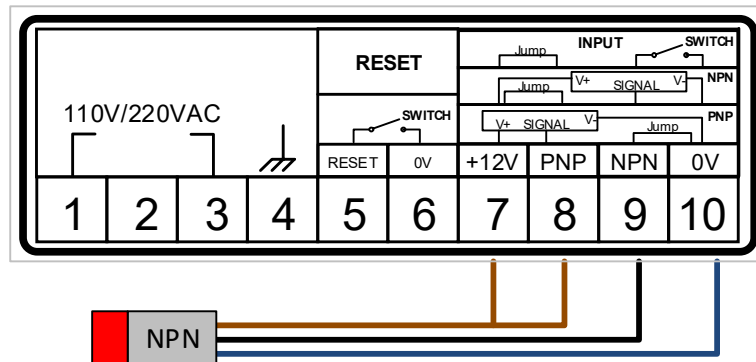 Jump INPUT SWITCH
RESET
V+ Jump SIGNAL V- NPN
110V/220VAC
SWITCH
V+ SIGNAL V- Jump PNP
RESET 0V +12V PNP NPN 0V
1 2 3 4 5 6 7 8 9 10
NPN